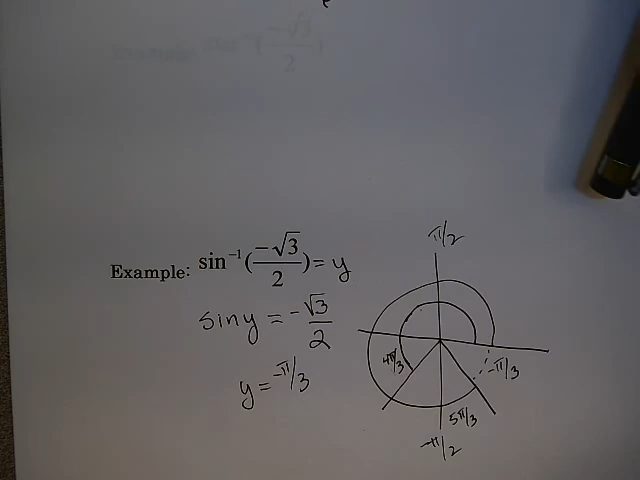 Example: sin⁻¹(-√3/2) = y
sin y = -√3/2
y = -π/3
π/2
4π/3
-π/3
5π/3
-π/2